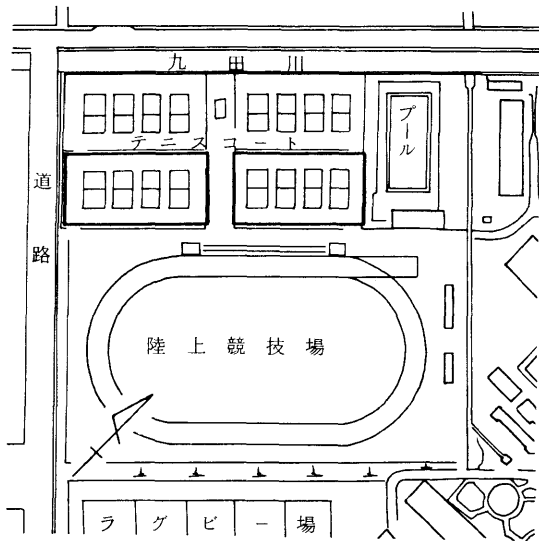 九田川
テニスコート
プール
道路
陸上競技場
ラグビー場